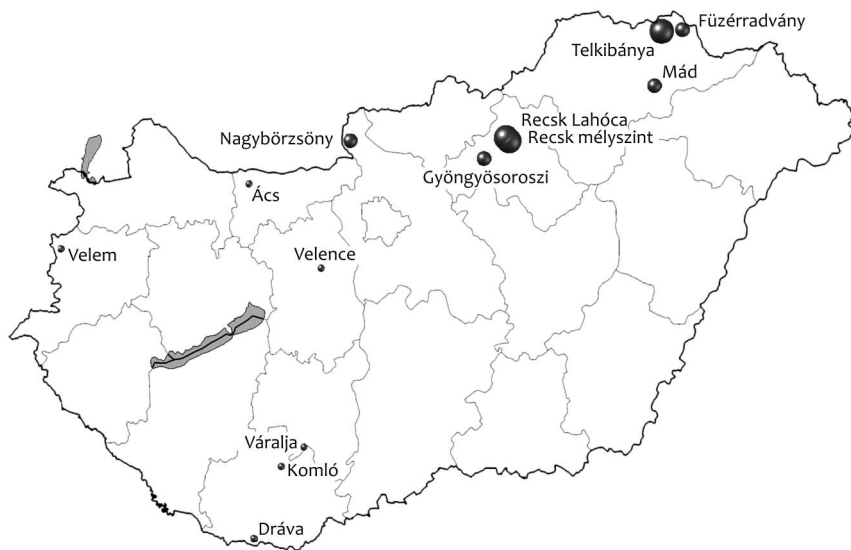 Füzérradvány
Telkibánya
Mád
Recsk Lahóca
Recsk mélyszint
Nagybörzsöny
Gyöngyösoroszi
Ács
Velem
Velence
Váralja
Komló
Dráva